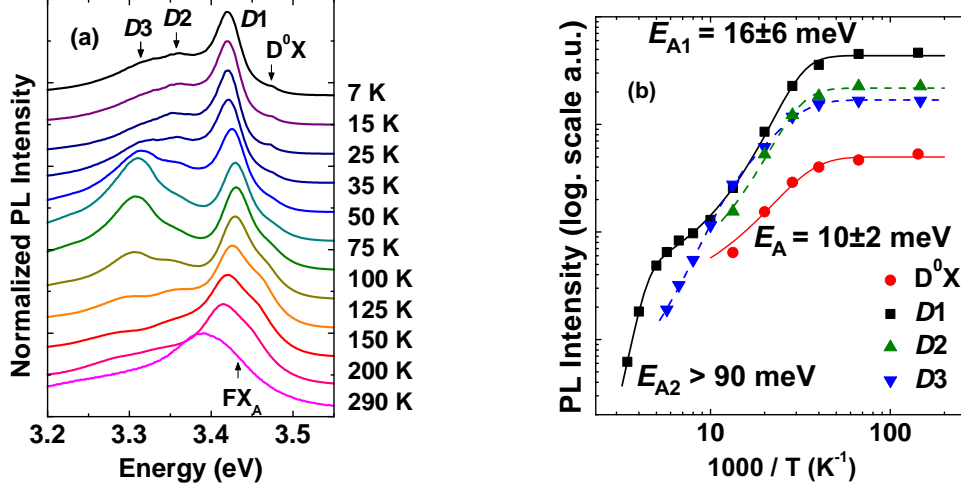 (a)
D3
D2
D1
D⁰X
7 K
15 K
25 K
35 K
50 K
75 K
100 K
125 K
150 K
200 K
290 K
FX_A
Normalized PL Intensity
3.2 3.3 3.4 3.5
Energy (eV)
E_A1 = 16±6 meV
(b)
E_A = 10±2 meV
D⁰X
D1
D2
D3
E_A2 > 90 meV
PL Intensity (log. scale a.u.)
10 100
1000 / T (K⁻¹)